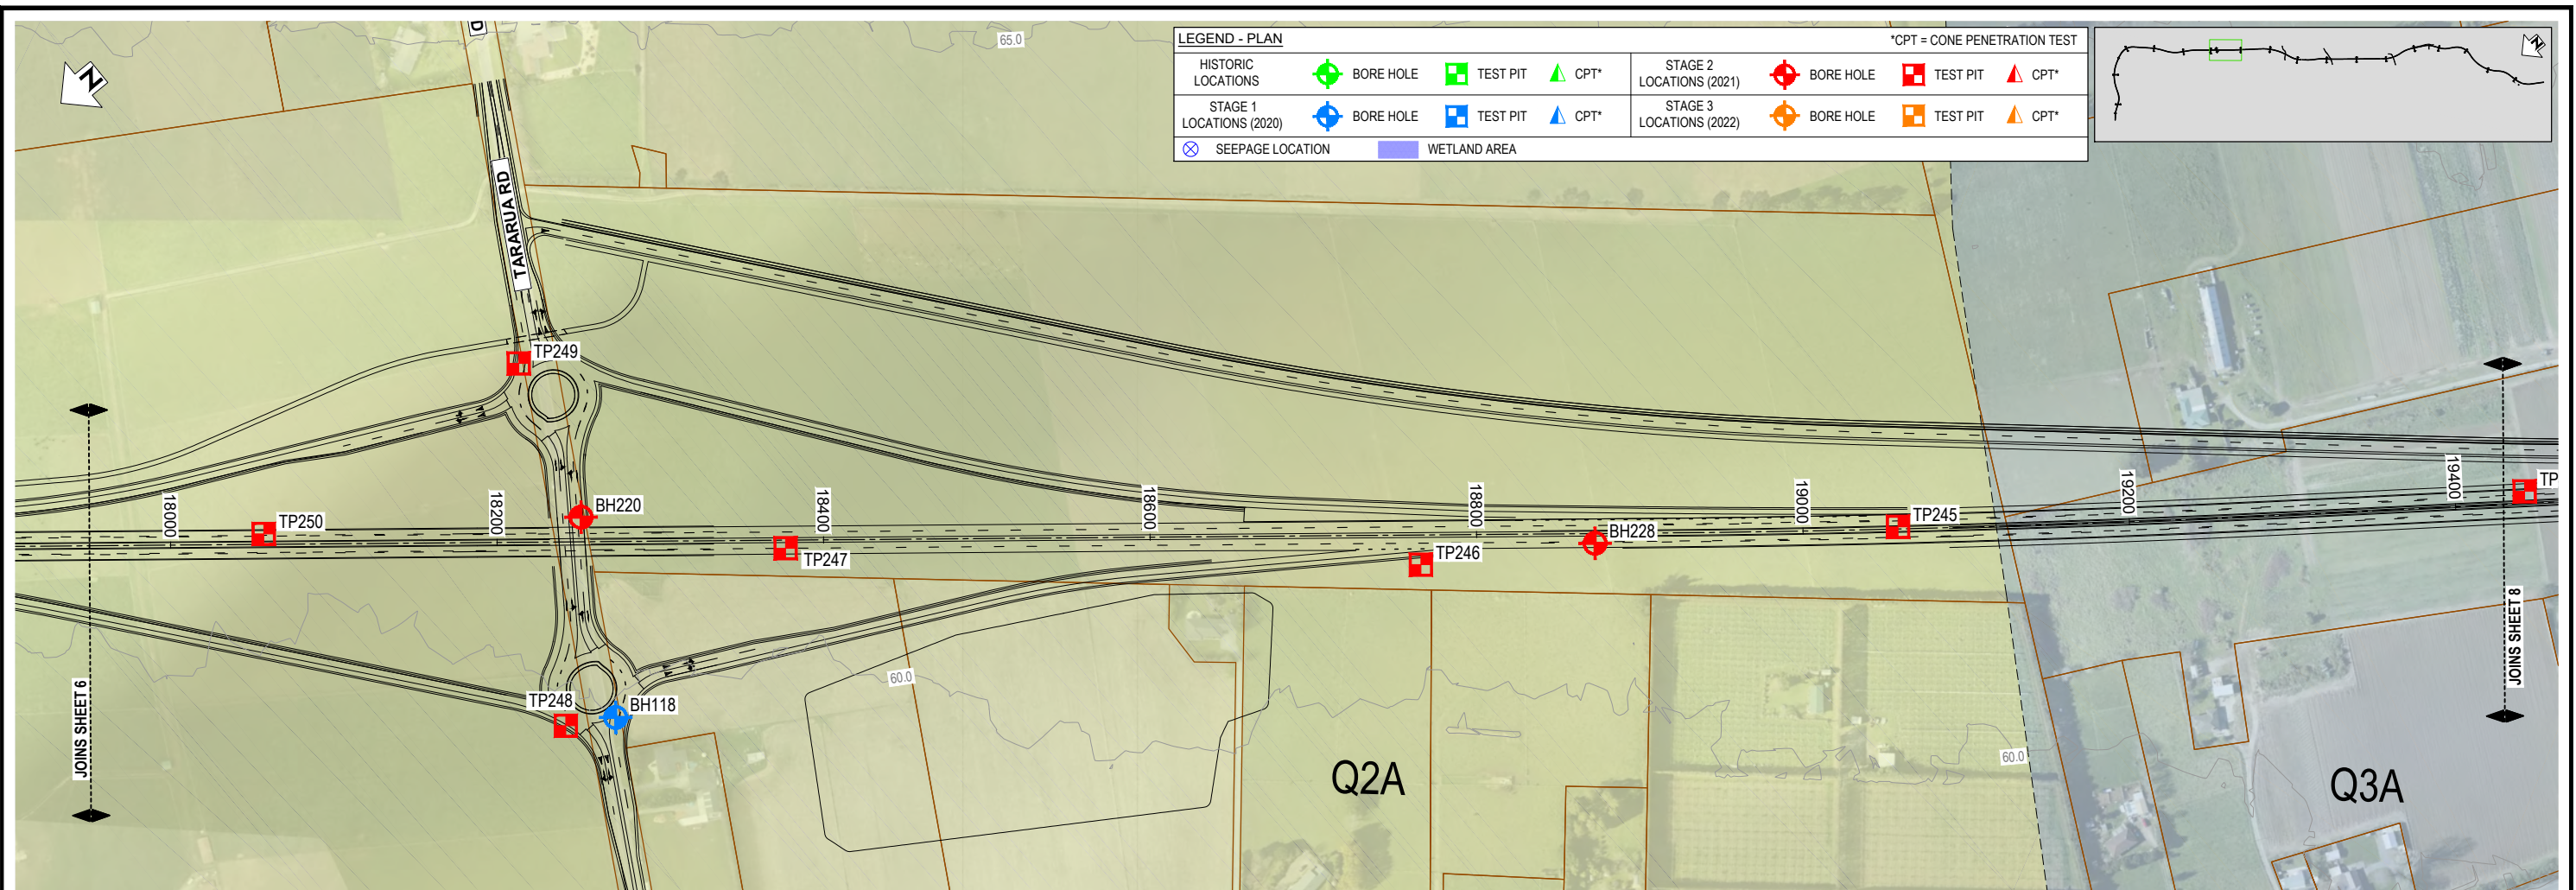 D
65.0
LEGEND - PLAN
*CPT = CONE PENETRATION TEST
HISTORIC
LOCATIONS
BORE HOLE
TEST PIT
CPT*
STAGE 2
LOCATIONS (2021)
BORE HOLE
TEST PIT
CPT*
STAGE 1
LOCATIONS (2020)
BORE HOLE
TEST PIT
CPT*
STAGE 3
LOCATIONS (2022)
BORE HOLE
TEST PIT
CPT*
SEEPAGE LOCATION
WETLAND AREA
N
N
TARARUA RD
TP249
18000
TP250
18200
BH220
18400
TP247
18600
18800
TP246
BH228
19000
TP245
19200
19400
TP
JOINS SHEET 6
JOINS SHEET 8
TP248
BH118
60.0
60.0
Q2A
Q3A